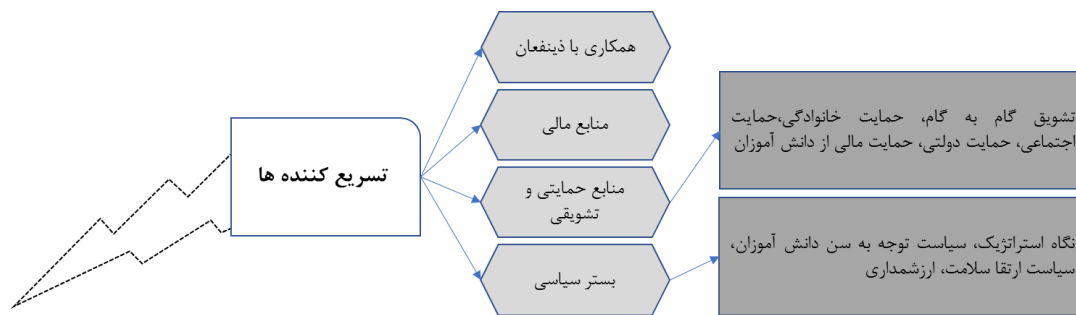 همکاری با ذینفعان
منابع مالی
تسریع کننده ها
منابع حمایتی و
تشویقی
بستر سیاسی
تشویق گام به گام، حمایت خانوادگی،حمایت
اجتماعی، حمایت دولتی، حمایت مالی از دانش آموزان
نگاه استراتژیک، سیاست توجه به سن دانش آموزان،
سیاست ارتقا سلامت، ارزشمداری